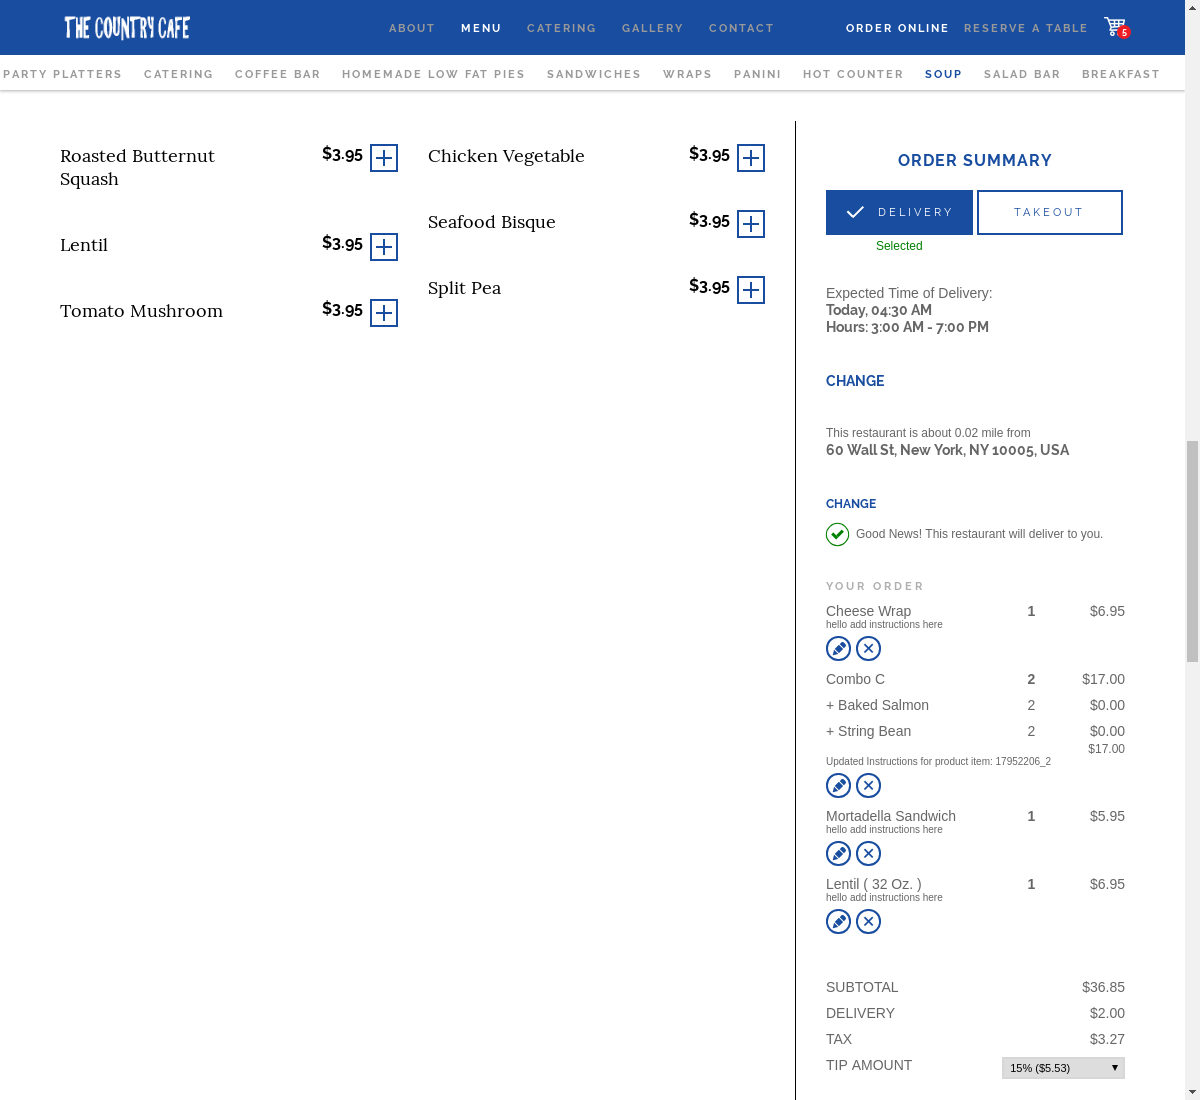 THE COUNTRY CAFE
ABOUT MENU CATERING GALLERY CONTACT ORDER ONLINE RESERVE A TABLE 5
PARTY PLATTERS CATERING COFFEE BAR HOMEMADE LOW FAT PIES SANDWICHES WRAPS PANINI HOT COUNTER SOUP SALAD BAR BREAKFAST
Roasted Butternut Squash $3.95
Lentil $3.95
Tomato Mushroom $3.95
Chicken Vegetable $3.95
Seafood Bisque $3.95
Split Pea $3.95
ORDER SUMMARY
DELIVERY TAKEOUT
Selected
Expected Time of Delivery:
Today, 04:30 AM
Hours: 3:00 AM - 7:00 PM
CHANGE
This restaurant is about 0.02 mile from
60 Wall St, New York, NY 10005, USA
CHANGE
Good News! This restaurant will deliver to you.
YOUR ORDER
Cheese Wrap 1 $6.95
hello add instructions here
Combo C 2 $17.00
+ Baked Salmon 2 $0.00
+ String Bean 2 $0.00
$17.00
Updated Instructions for product item: 17952206_2
Mortadella Sandwich 1 $5.95
hello add instructions here
Lentil ( 32 Oz. ) 1 $6.95
hello add instructions here
SUBTOTAL $36.85
DELIVERY $2.00
TAX $3.27
TIP AMOUNT 15% ($5.53)